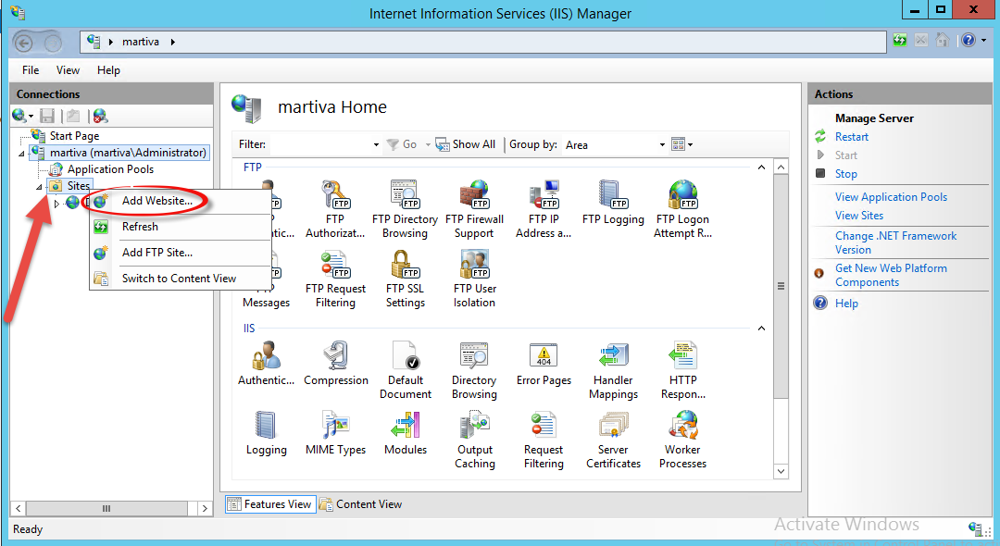 Internet Information Services (IIS) Manager
martiva
File View Help
Connections
Start Page
martiva (martiva\Administrator)
Application Pools
Sites
Add Website...
Refresh
Add FTP Site...
Switch to Content View
martiva Home
Filter: Go Show All Group by: Area
FTP
FTP
Authorizat...
FTP Directory
Browsing
FTP Firewall
Support
FTP IP
Address a...
FTP Logging
FTP Logon
Attempt R...
Messages
FTP Request
Filtering
FTP SSL
Settings
FTP User
Isolation
IIS
Authentic...
Compression
Default
Document
Directory
Browsing
Error Pages
Handler
Mappings
HTTP
Respon...
Logging
MIME Types
Modules
Output
Caching
Request
Filtering
Server
Certificates
Worker
Processes
Features View Content View
Actions
Manage Server
Restart
Start
Stop
View Application Pools
View Sites
Change .NET Framework
Version
Get New Web Platform
Components
Help
Activate Windows
Ready